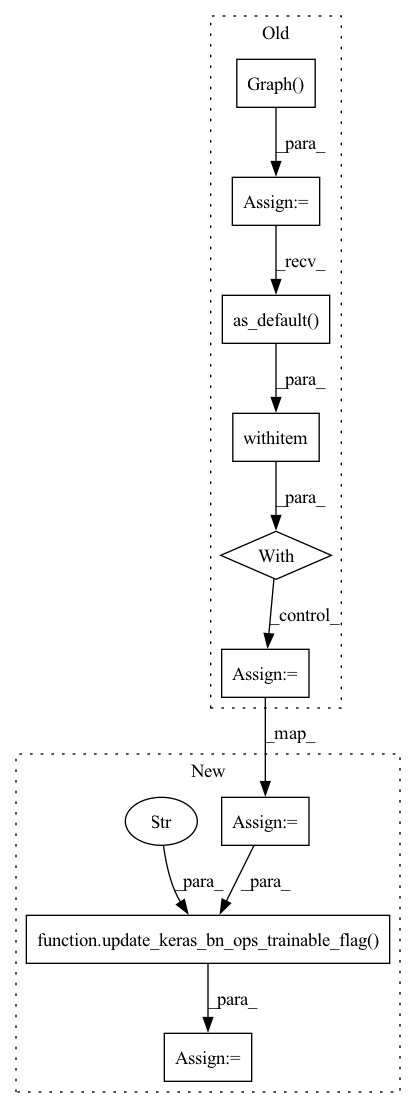 Old
Graph()
_para_
Assign:=
_recv_
as_default()
_para_
withitem
_para_
With
_control_
Assign:=
_map_
New
Str
Assign:=
_para_
_para_
function.update_keras_bn_ops_trainable_flag()
_para_
Assign:=